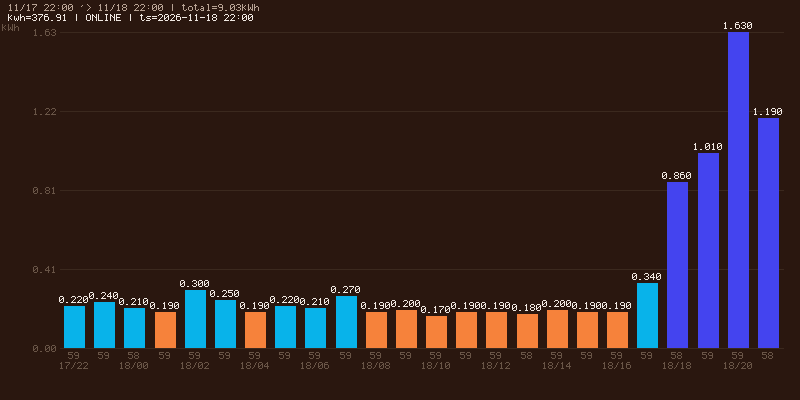 11/17 22:00 -> 11/18 22:00 | total=9.03kWh
Kwh=376.91 | ONLINE | ts=2026-11-18 22:00
kWh
1.63
1.22
0.81
0.41
0.00
0.220 0.240 0.210 0.190 0.300 0.250 0.190 0.220 0.210 0.270 0.190 0.200 0.170 0.190 0.190 0.180 0.200 0.190 0.190 0.340 0.860 1.010 1.630 1.190
59 59 58 59 59 59 59 59 59 59 59 59 59 59 59 58 59 59 59 59 58 59 59 58
17/22 18/00 18/02 18/04 18/06 18/08 18/10 18/12 18/14 18/16 18/18 18/20